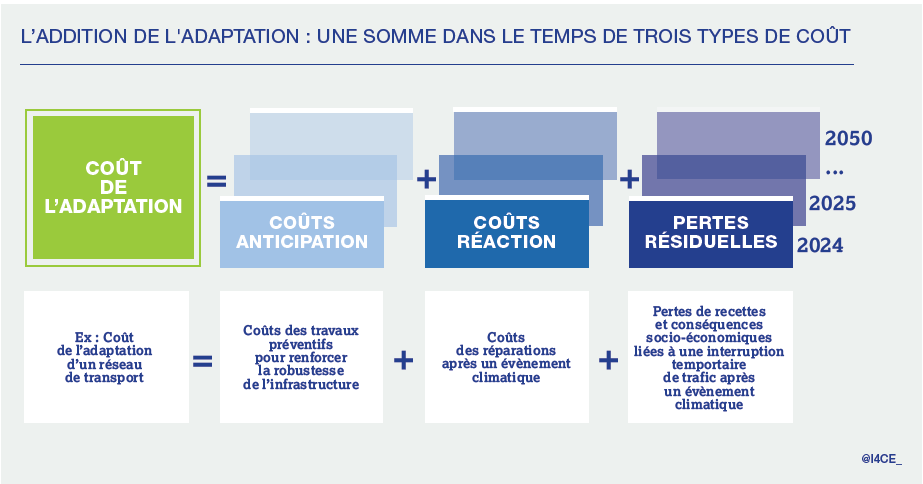 L’ADDITION DE L'ADAPTATION : UNE SOMME DANS LE TEMPS DE TROIS TYPES DE COÛT
COÛT
DE
L’ADAPTATION
=
COÛTS
ANTICIPATION
+
COÛTS
RÉACTION
+
PERTES
RÉSIDUELLES
2050
...
2025
2024
Ex : Coût
de l’adaptation
d’un réseau
de transport
=
Coûts des travaux
préventifs
pour renforcer
la robustesse
de l’infrastructure
+
Coûts
des réparations
après un évènement
climatique
+
Pertes de recettes
et conséquences
socio-économiques
liées à une interruption
temportaire
de trafic après
un évènement
climatique
@I4CE_